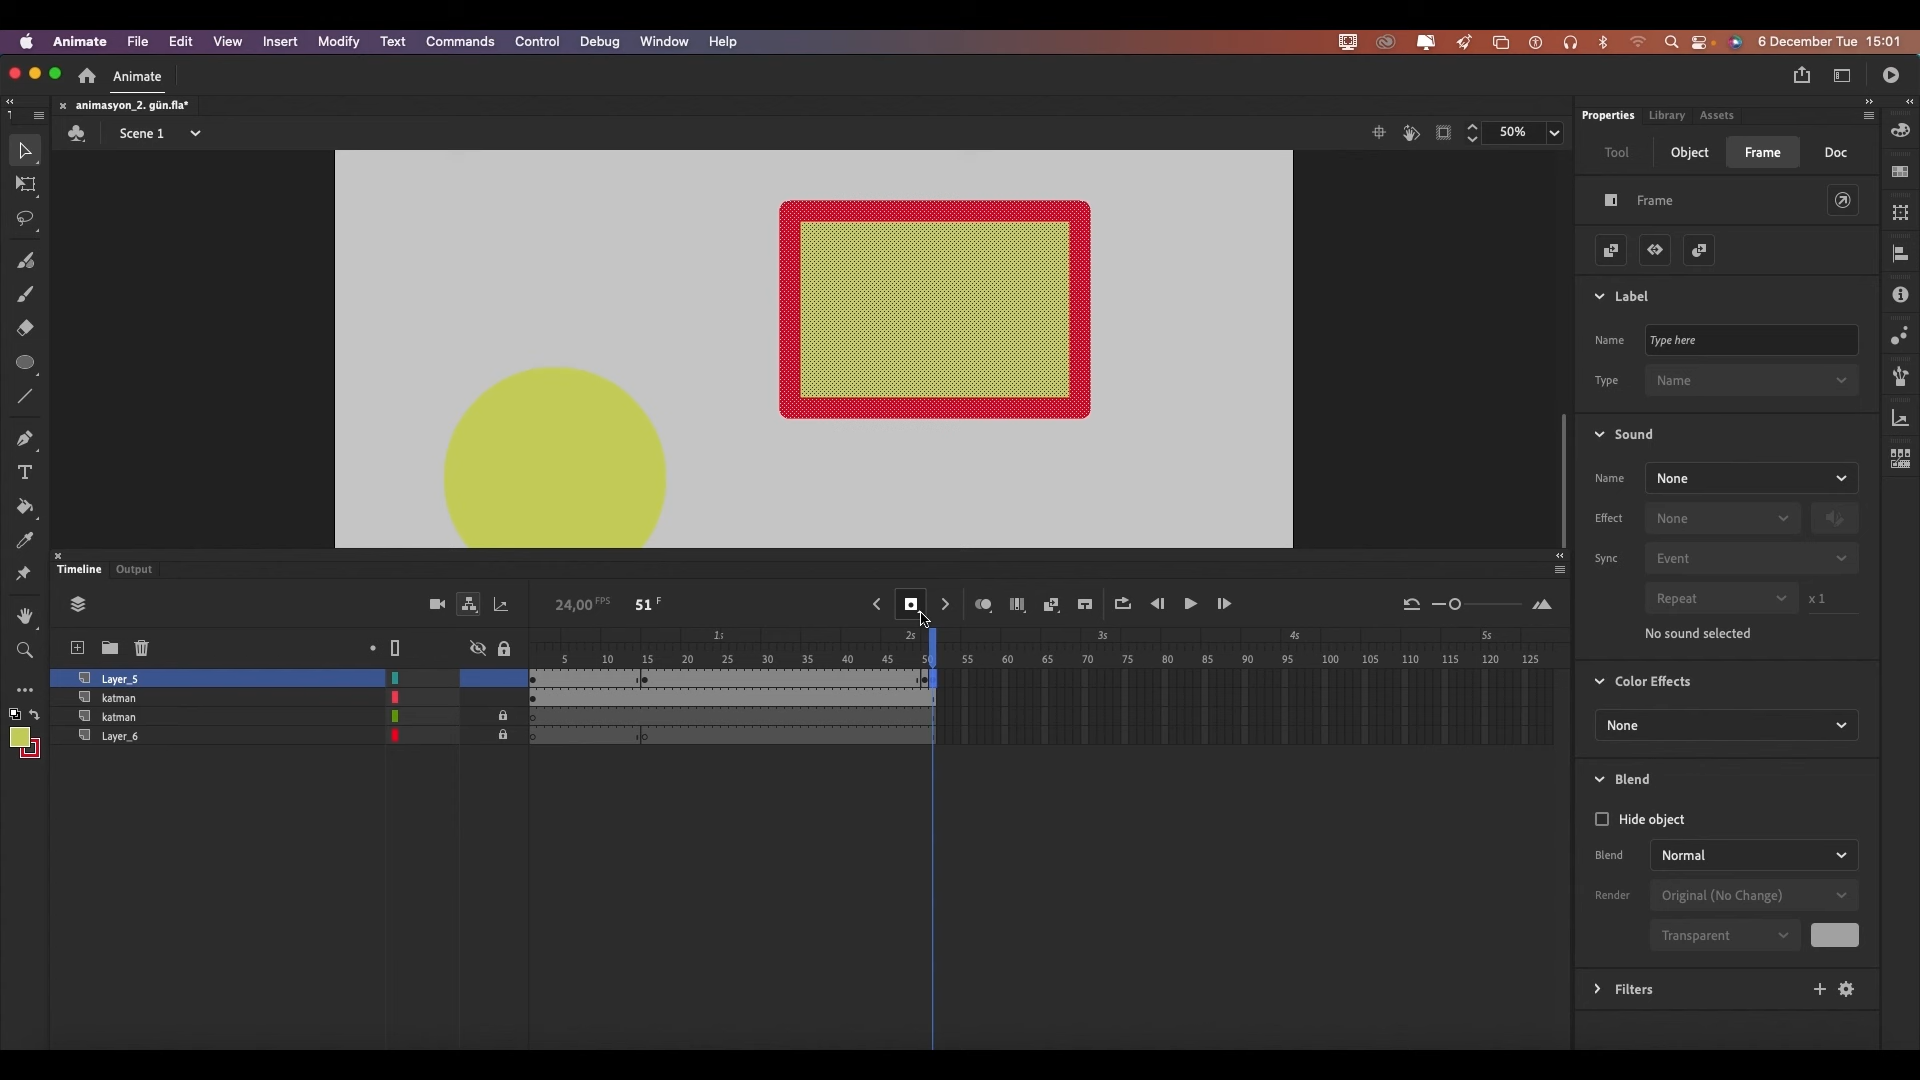 Animate File Edit View Insert Modify Text Commands Control Debug Window Help 6 December Tue 15:01
Animate
animasyon_2. gün.fla*
Scene 1 50%
Properties Library Assets
Tool Object Frame Doc
Frame
Label
Name Type here
Type Name
Sound
Name None
Effect None
Sync Event
Repeat x 1
No sound selected
Color Effects
None
Blend
Hide object
Blend Normal
Render Original (No Change)
Transparent
Filters
Timeline Output
24,00 FPS 51 F
1s 2s 3s 4s 5s
5 10 15 20 25 30 35 40 45 50 55 60 65 70 75 80 85 90 95 100 105 110 115 120 125
Layer_5
katman
katman
Layer_6